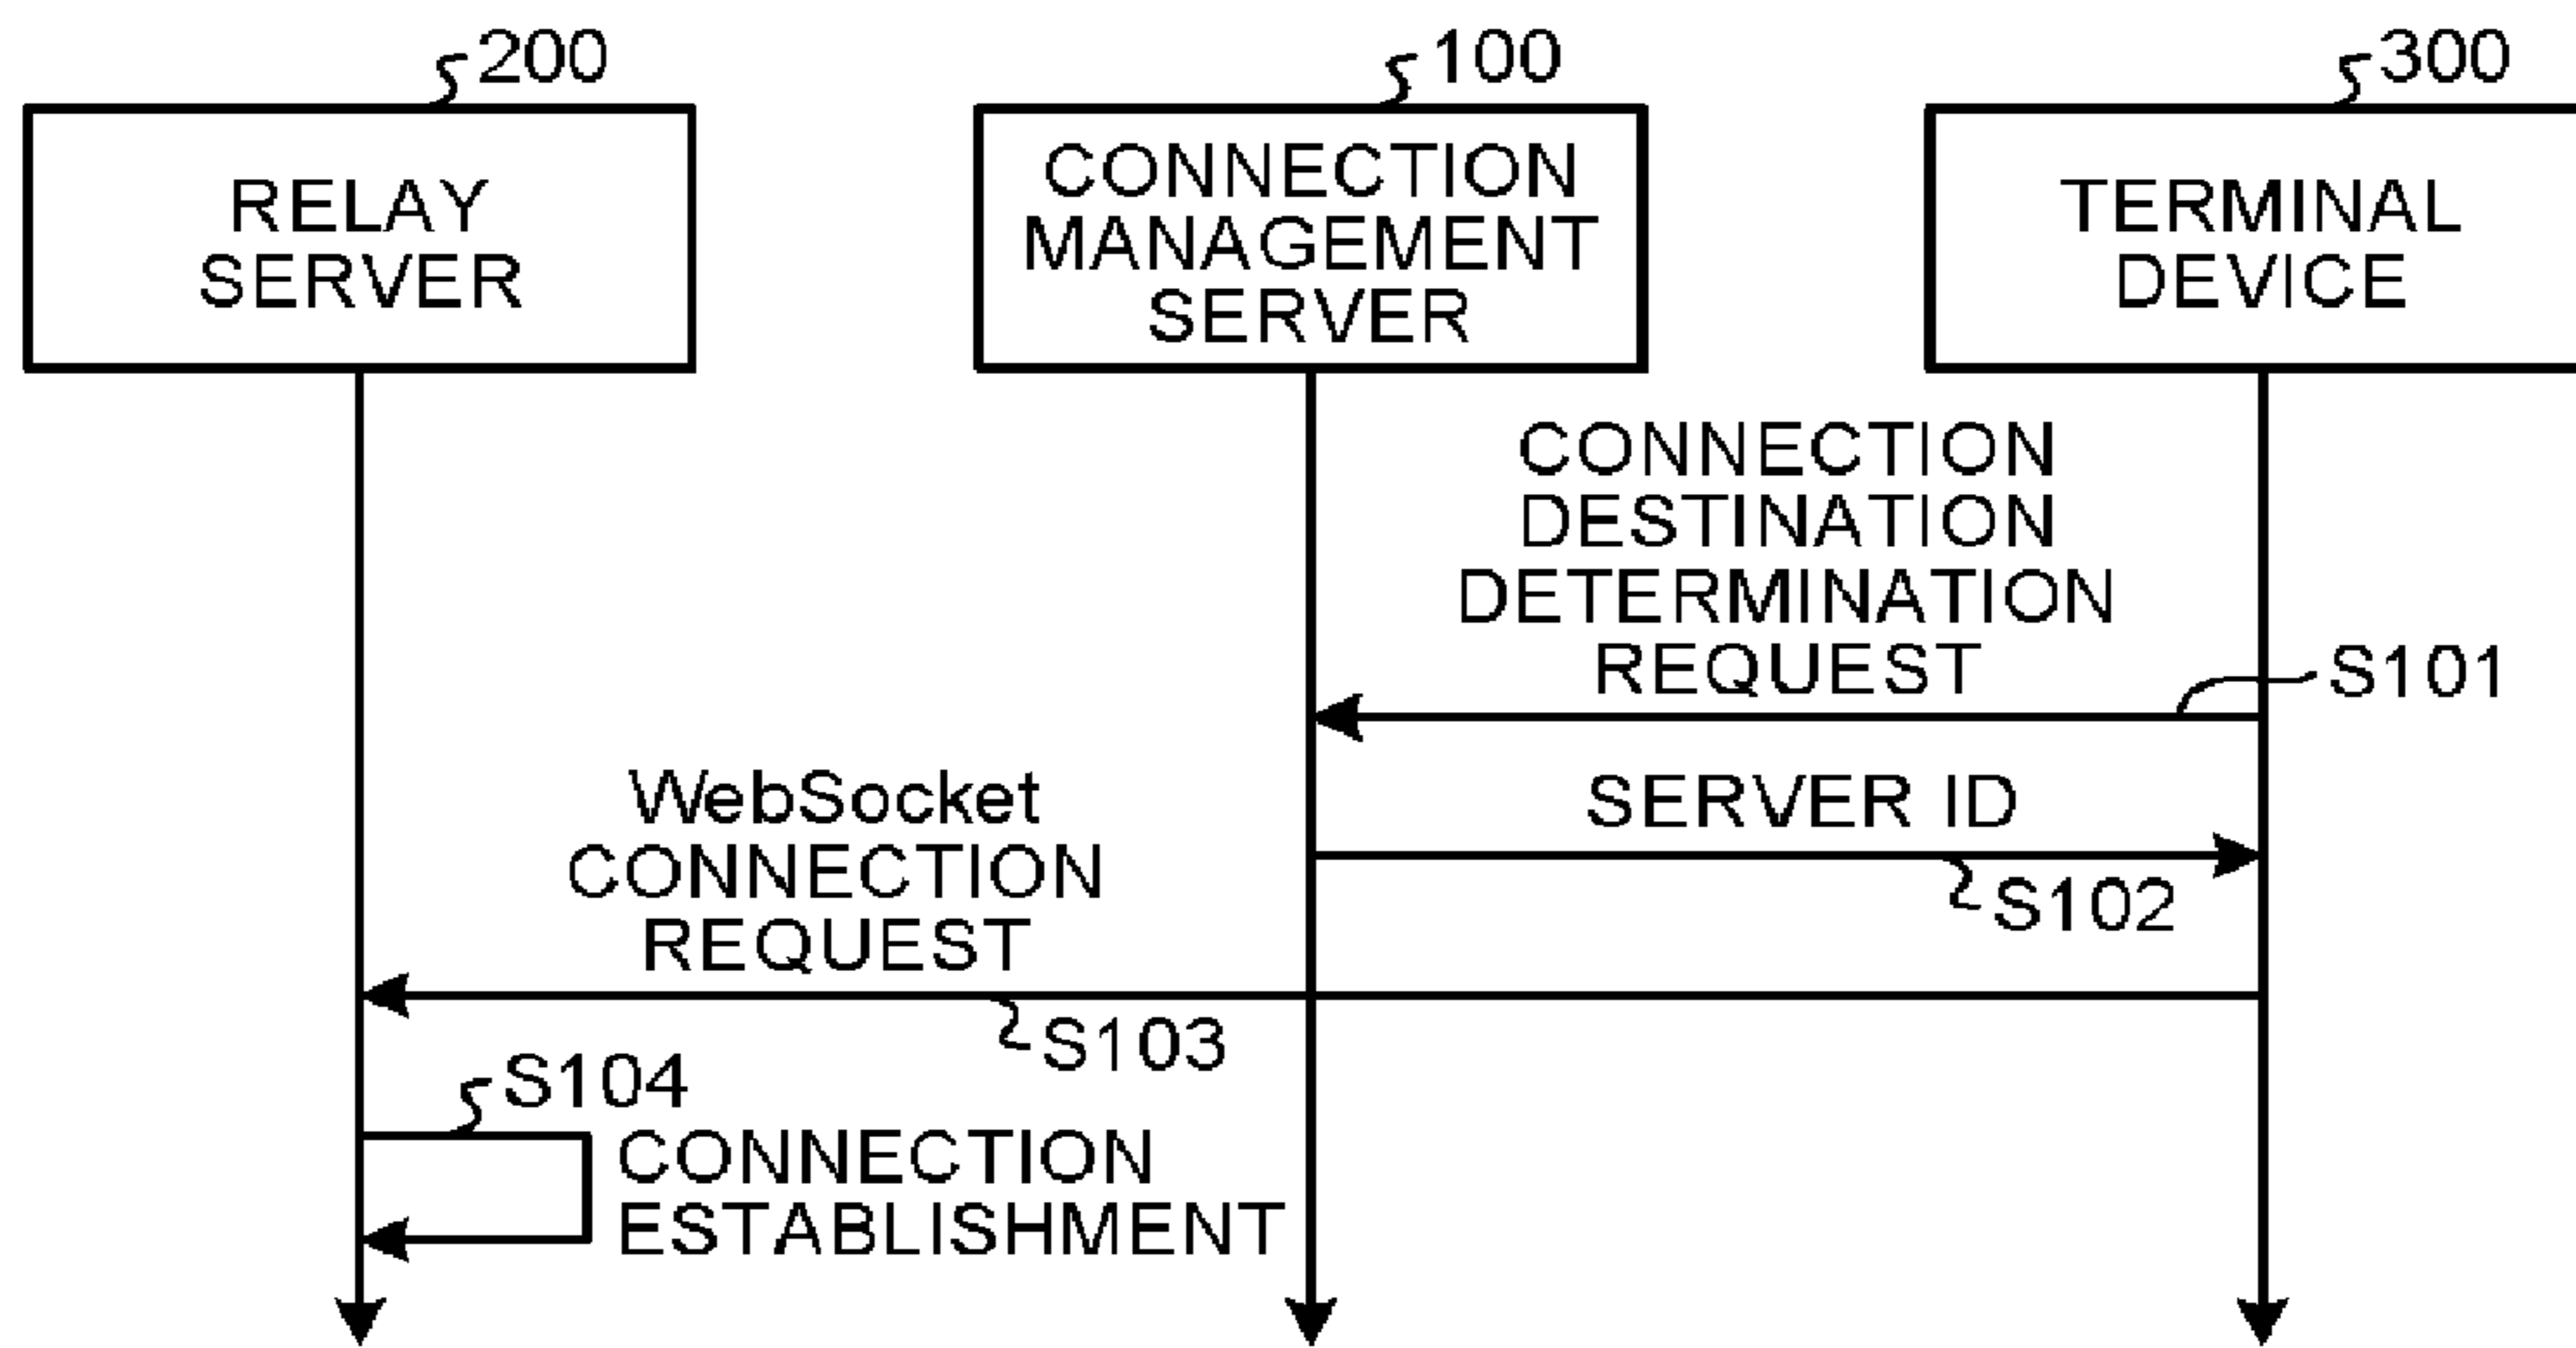 200
100
300
RELAY
SERVER
CONNECTION
MANAGEMENT
SERVER
TERMINAL
DEVICE
CONNECTION
DESTINATION
DETERMINATION
REQUEST
S101
SERVER ID
S102
WebSocket
CONNECTION
REQUEST
S103
S104
CONNECTION
ESTABLISHMENT